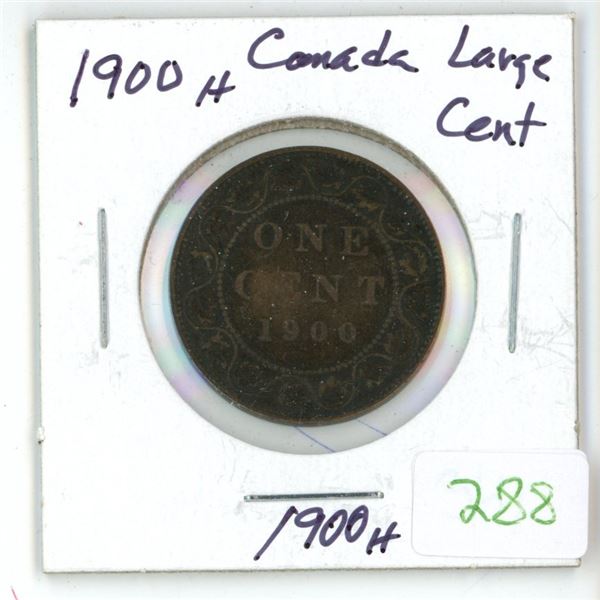 1900 H Canada Large
Cent
ONE
CENT
1900
288
1900 H